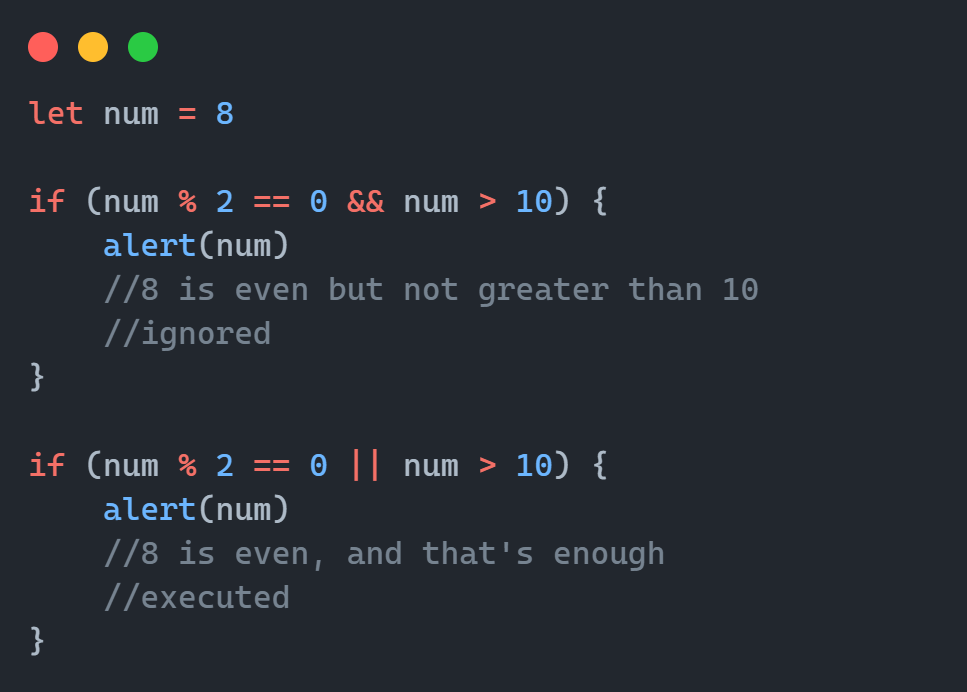 let num = 8

if (num % 2 == 0 && num > 10) {
    alert(num)
    //8 is even but not greater than 10
    //ignored
}

if (num % 2 == 0 || num > 10) {
    alert(num)
    //8 is even, and that's enough
    //executed
}